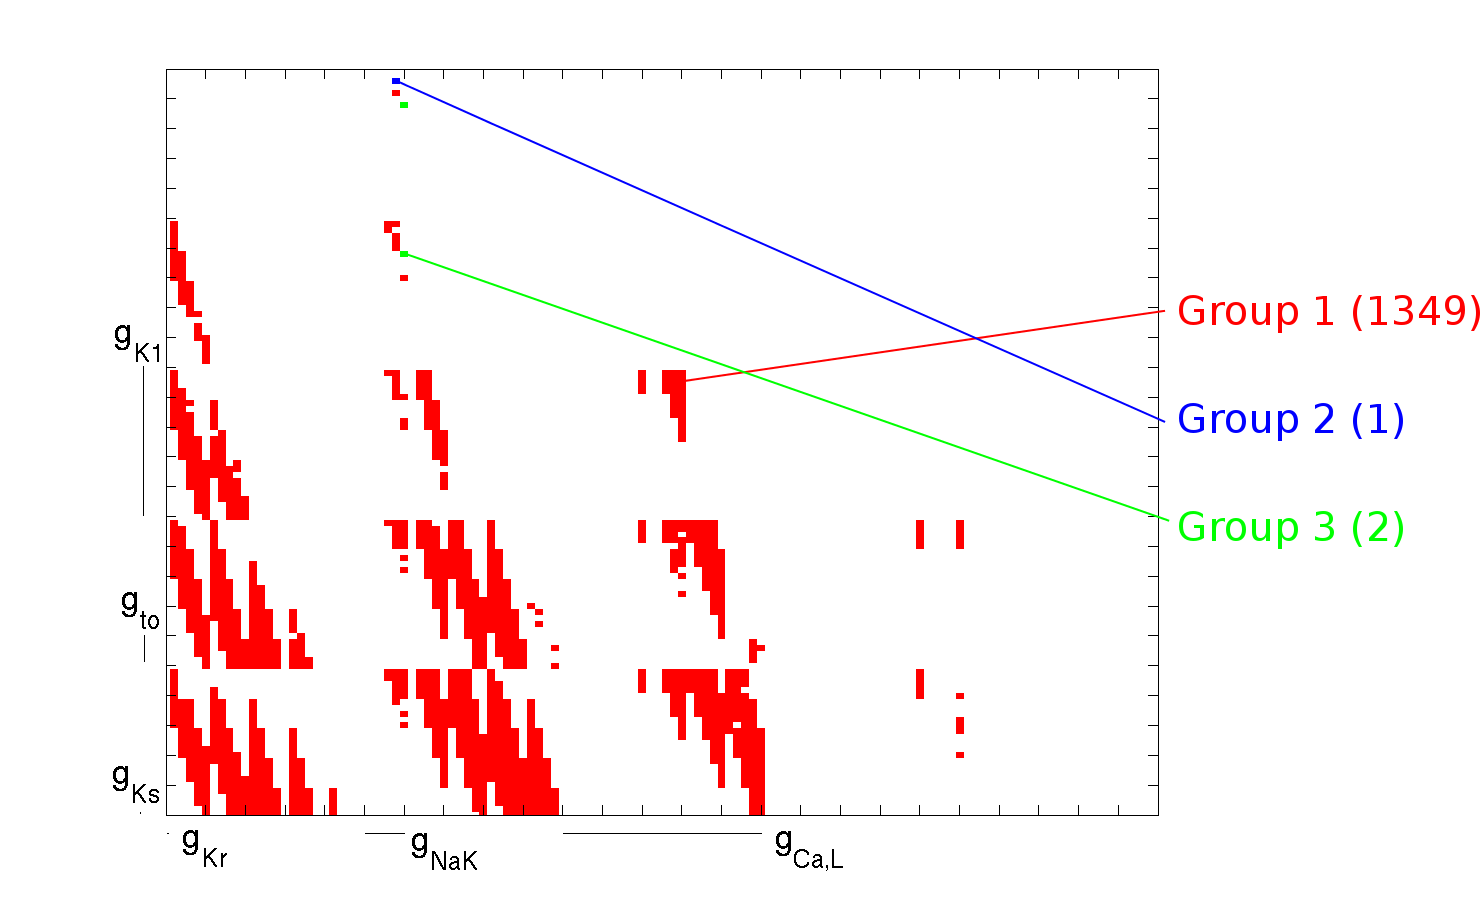 Group 1 (1349)
gK1
Group 2 (1)
Group 3 (2)
gto
gKs
gKr
gNaK
gCa,L